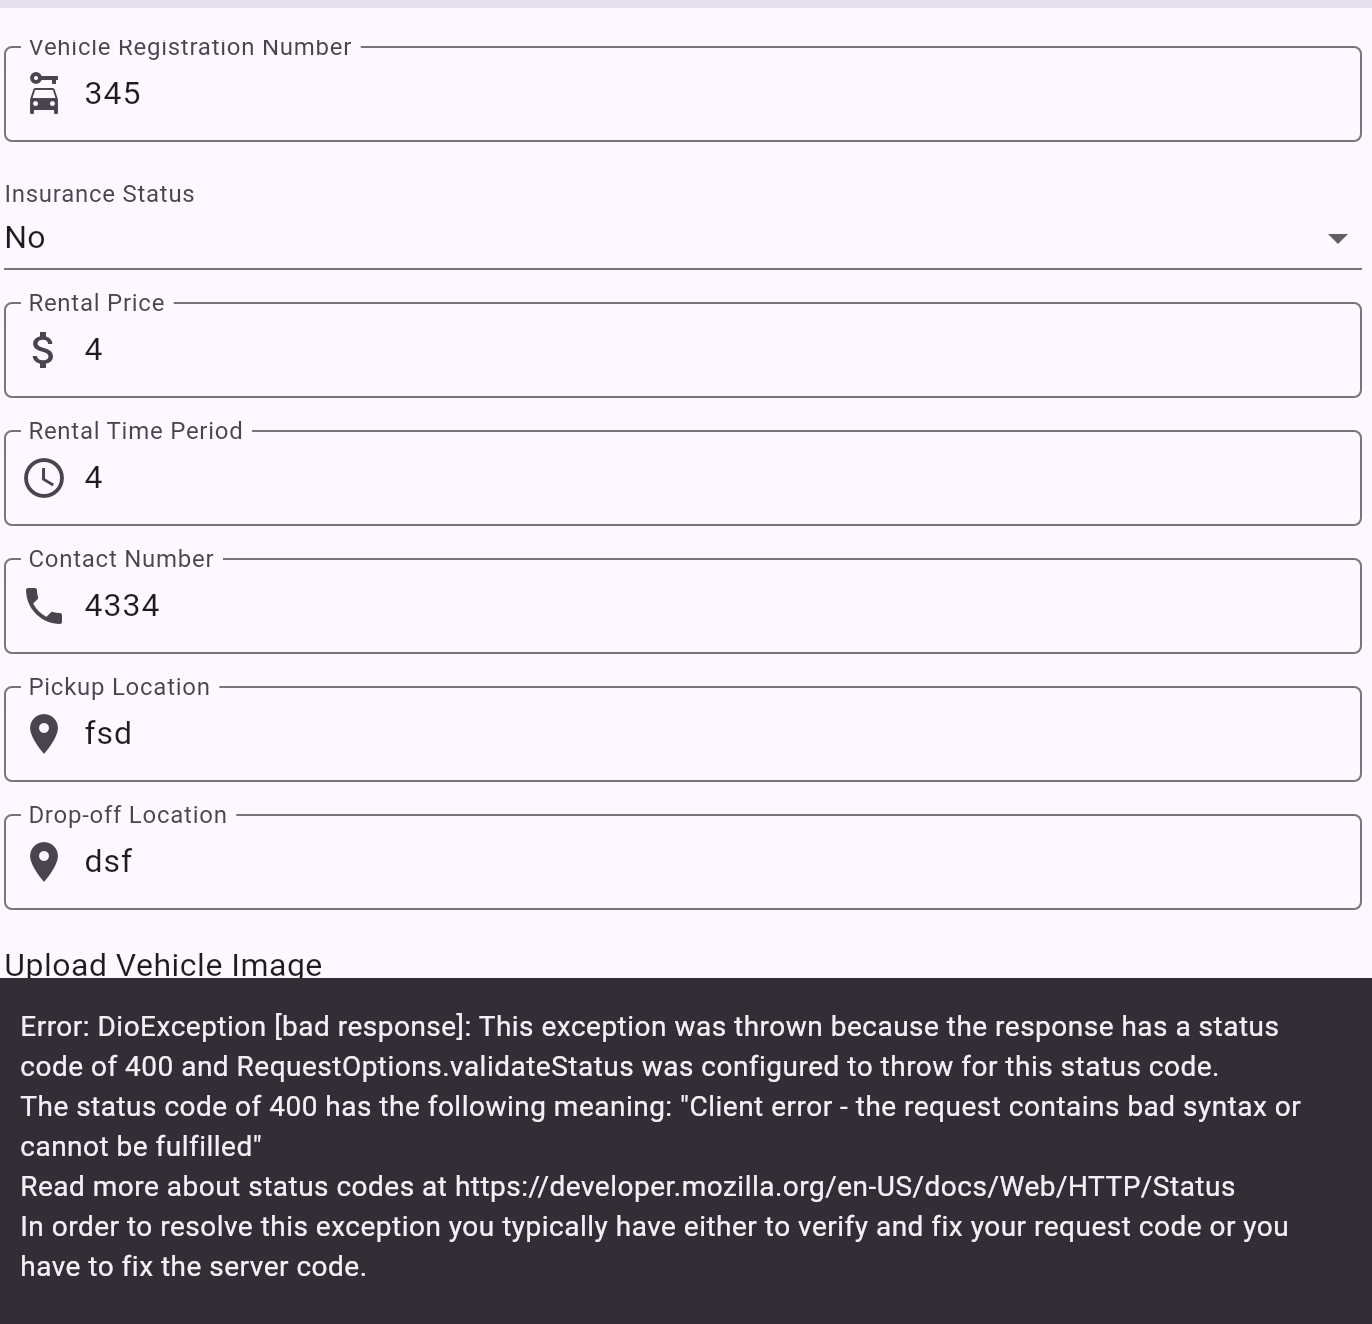 Vehicle Registration Number
345
Insurance Status
No
Rental Price
4
Rental Time Period
4
Contact Number
4334
Pickup Location
fsd
Drop-off Location
dsf
Upload Vehicle Image
Error: DioException [bad response]: This exception was thrown because the response has a status
code of 400 and RequestOptions.validateStatus was configured to throw for this status code.
The status code of 400 has the following meaning: "Client error - the request contains bad syntax or
cannot be fulfilled"
Read more about status codes at https://developer.mozilla.org/en-US/docs/Web/HTTP/Status
In order to resolve this exception you typically have either to verify and fix your request code or you
have to fix the server code.